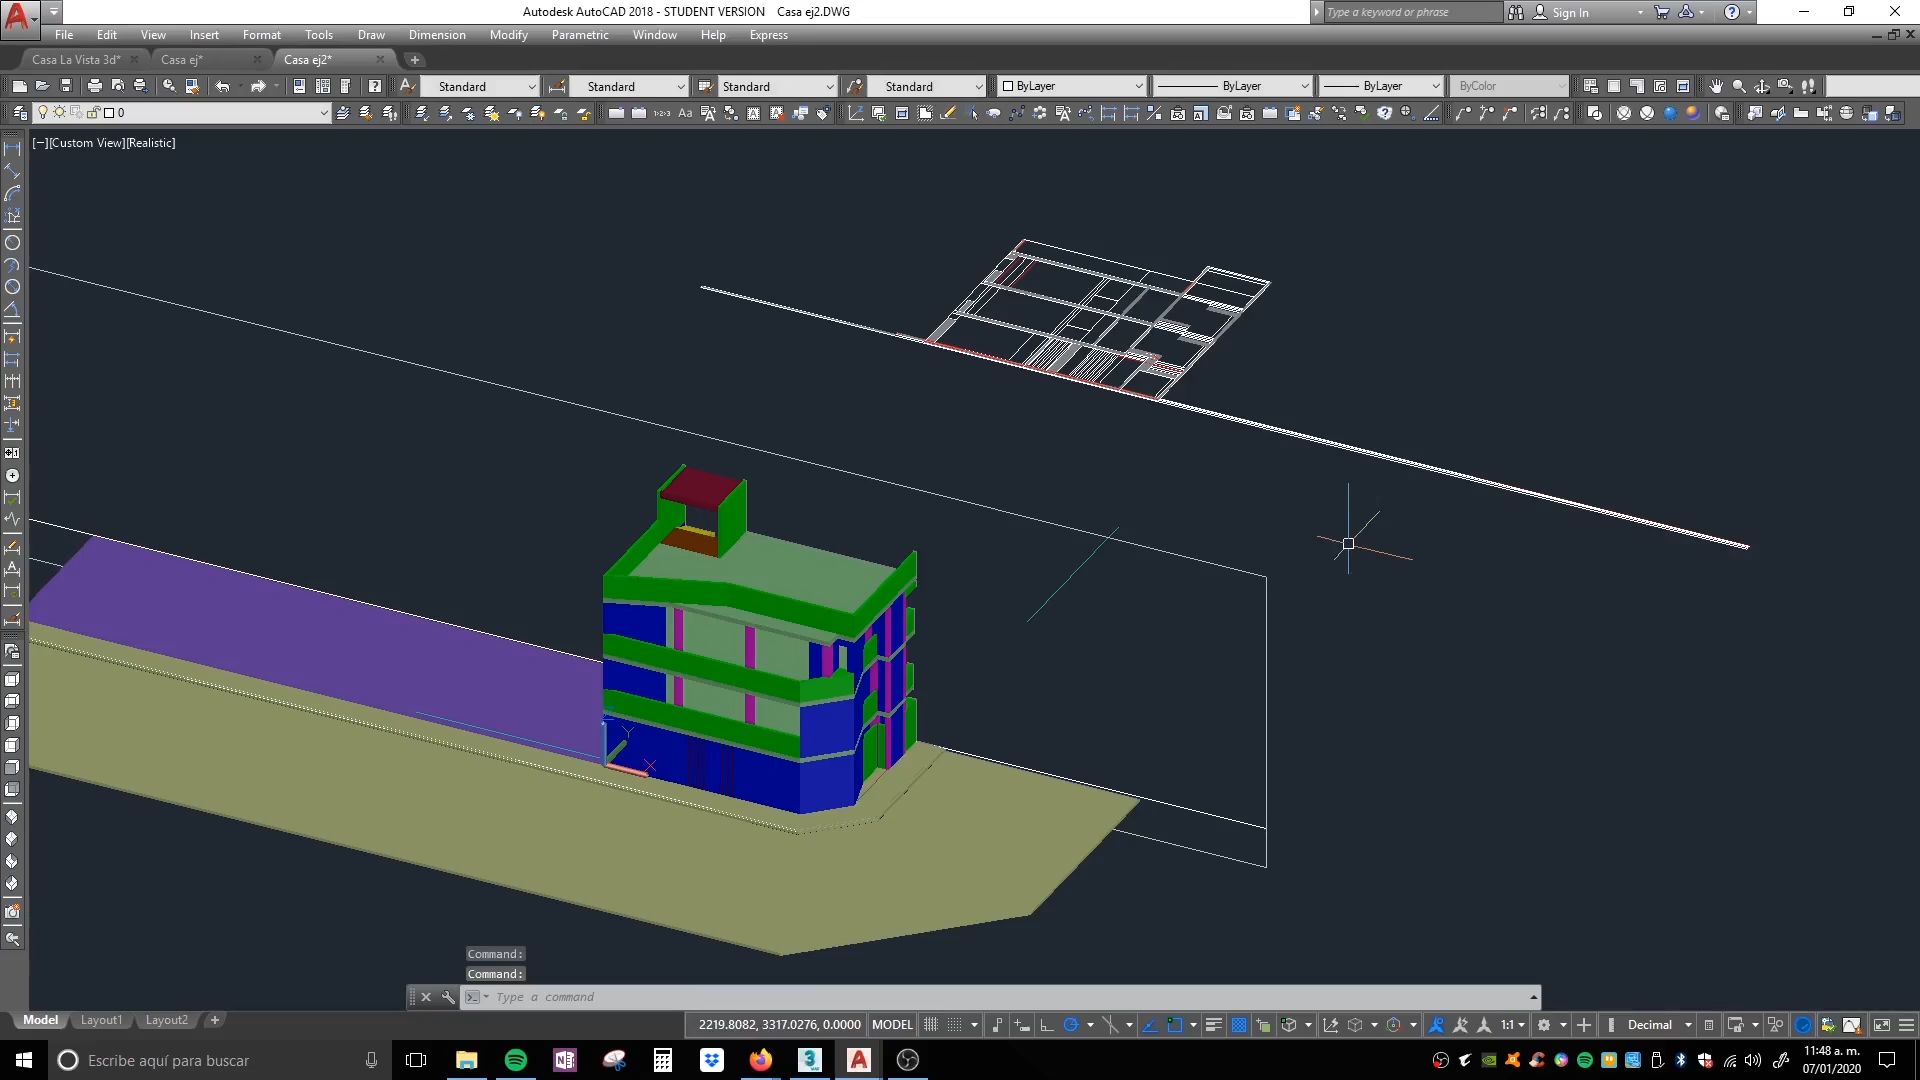 Autodesk AutoCAD 2018 - STUDENT VERSION Casa ej2.DWG
Type a keyword or phrase
Sign In
File Edit View Insert Format Tools Draw Dimension Modify Parametric Window Help Express
Casa La Vista 3d* Casa ej* Casa ej2*
Standard Standard Standard Standard ByLayer ByLayer ByLayer ByColor
0
[−][Custom View][Realistic]
Y
X
Command:
Command:
Type a command
Model Layout1 Layout2
2219.8082, 3317.0276, 0.0000 MODEL 1:1 Decimal
Escribe aquí para buscar
11:48 a. m.
07/01/2020